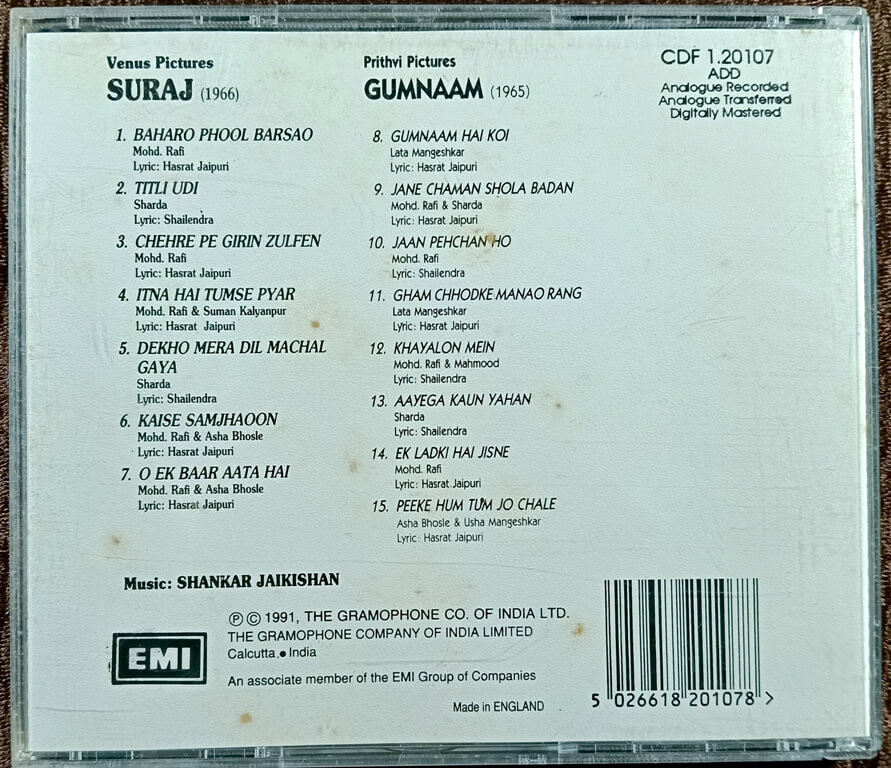 Venus Pictures
SURAJ (1966)
1. BAHARO PHOOL BARSAO
Mohd. Rafi
Lyric: Hasrat Jaipuri
2. TITLI UDI
Sharda
Lyric: Shailendra
3. CHEHRE PE GIRIN ZULFEN
Mohd. Rafi
Lyric: Hasrat Jaipuri
4. ITNA HAI TUMSE PYAR
Mohd. Rafi & Suman Kalyanpur
Lyric: Hasrat Jaipuri
5. DEKHO MERA DIL MACHAL
GAYA
Sharda
Lyric: Shailendra
6. KAISE SAMJHAOON
Mohd. Rafi & Asha Bhosle
Lyric: Hasrat Jaipuri
7. O EK BAAR AATA HAI
Mohd. Rafi & Asha Bhosle
Lyric: Hasrat Jaipuri
Prithvi Pictures
GUMNAAM (1965)
8. GUMNAAM HAI KOI
Lata Mangeshkar
Lyric: Hasrat Jaipuri
9. JANE CHAMAN SHOLA BADAN
Mohd. Rafi & Sharda
Lyric: Hasrat Jaipuri
10. JAAN PEHCHAN HO
Mohd. Rafi
Lyric: Shailendra
11. GHAM CHHODKE MANAO RANG
Lata Mangeshkar
Lyric: Hasrat Jaipuri
12. KHAYALON MEIN
Mohd. Rafi & Mahmood
Lyric: Shailendra
13. AAYEGA KAUN YAHAN
Sharda
Lyric: Shailendra
14. EK LADKI HAI JISNE
Mohd. Rafi
Lyric: Hasrat Jaipuri
15. PEEKE HUM TUM JO CHALE
Asha Bhosle & Usha Mangeshkar
Lyric: Hasrat Jaipuri
CDF 1.20107
ADD
Analogue Recorded
Analogue Transferred
Digitally Mastered
Music: SHANKAR JAIKISHAN
EMI
Ⓟ © 1991, THE GRAMOPHONE CO. OF INDIA LTD.
THE GRAMOPHONE COMPANY OF INDIA LIMITED
Calcutta.● India
An associate member of the EMI Group of Companies
Made in ENGLAND
5 026618 201078 >